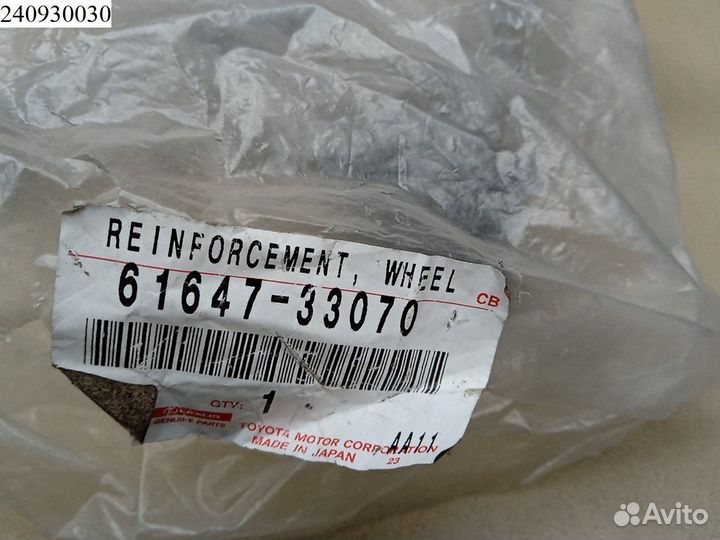 240930030
REINFORCEMENT, WHEEL
61647-33070
CB
QTY: 1
LEXUS
GENUINE PARTS
TOYOTA MOTOR CORPORATION
AA11
MADE IN JAPAN
23
Avito